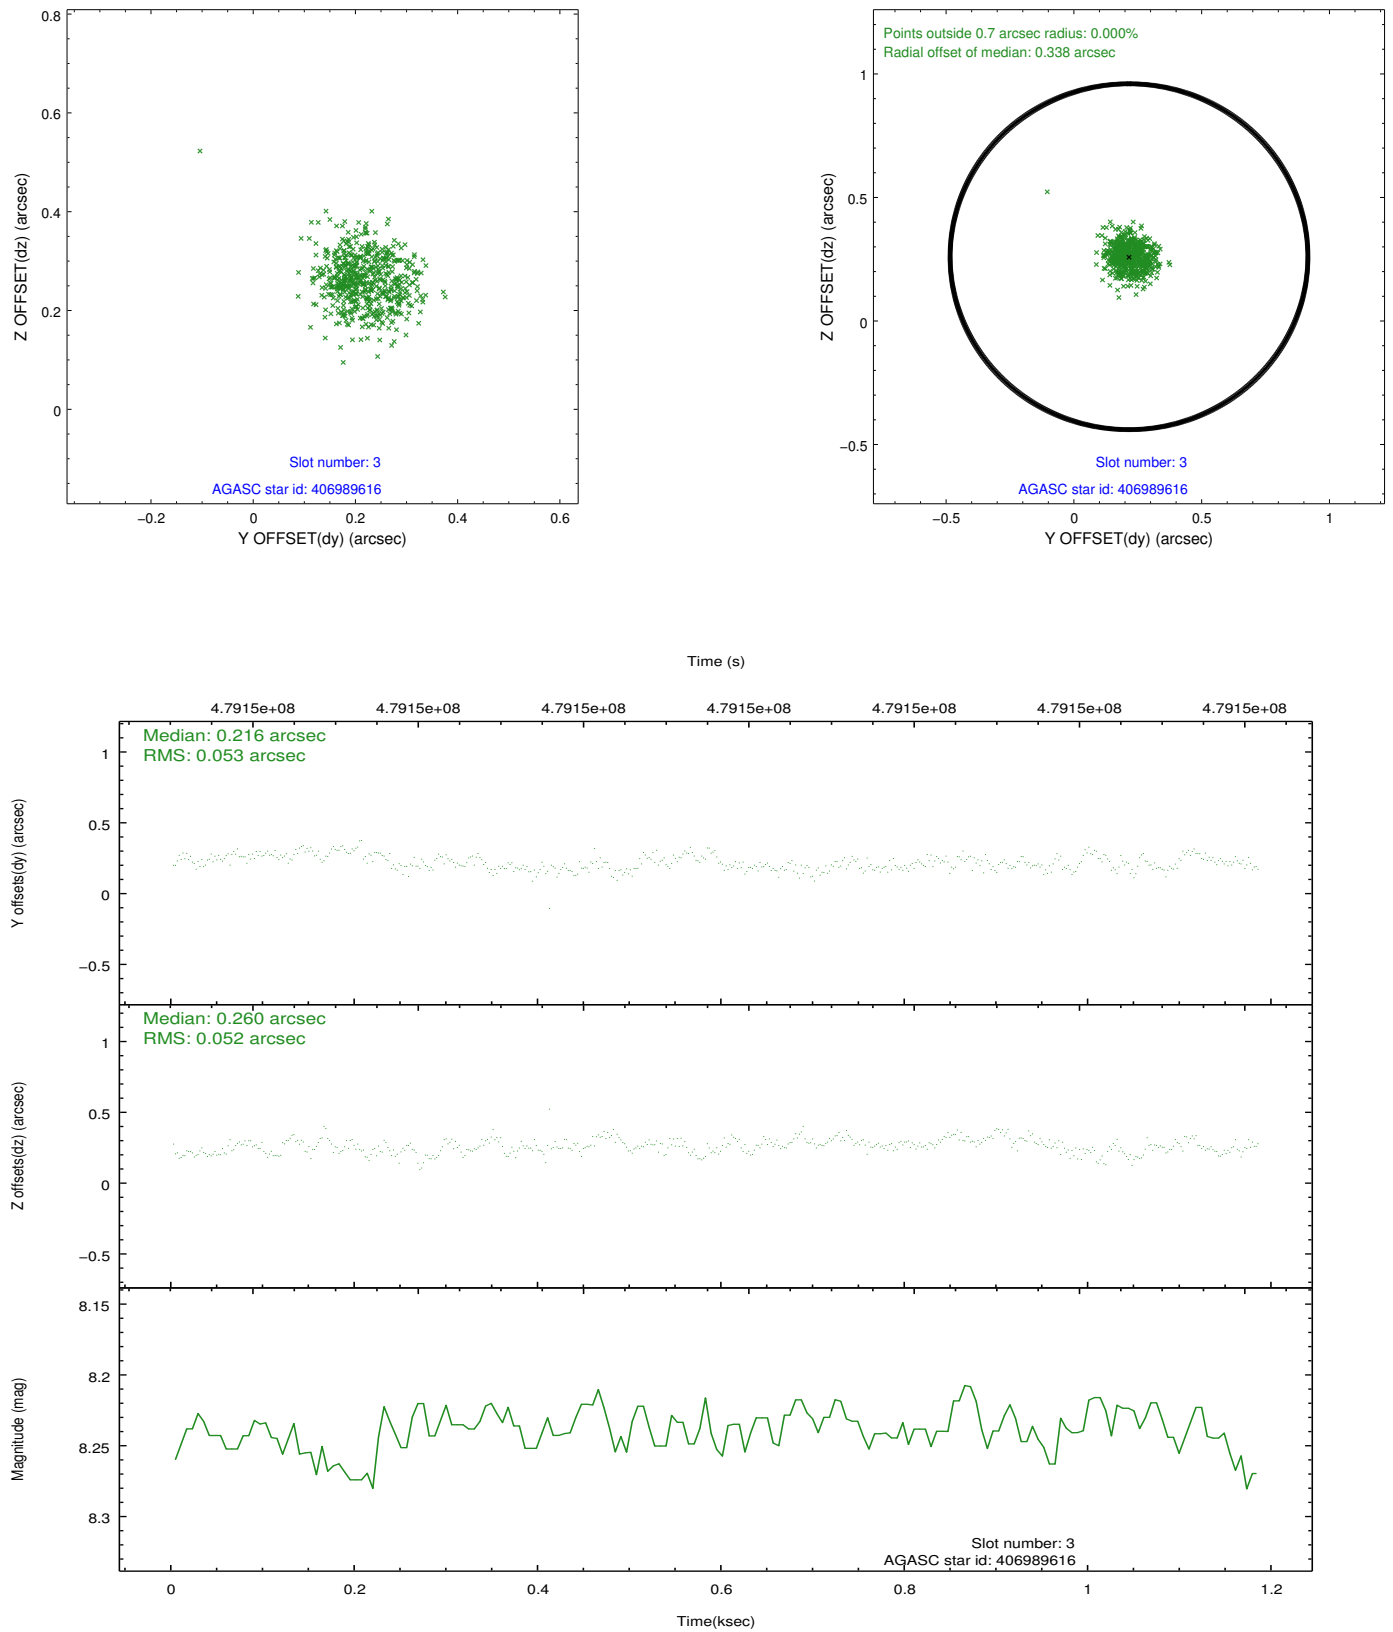 0.8
0.6
0.4
0.2
0
Z OFFSET(dz) (arcsec)
Slot number: 3
AGASC star id: 406989616
−0.2 0 0.2 0.4 0.6
Y OFFSET(dy) (arcsec)
Points outside 0.7 arcsec radius: 0.000%
Radial offset of median: 0.338 arcsec
1
0.5
0
−0.5
Z OFFSET(dz) (arcsec)
Slot number: 3
AGASC star id: 406989616
−0.5 0 0.5 1
Y OFFSET(dy) (arcsec)
Time (s)
4.7915e+08 4.7915e+08 4.7915e+08 4.7915e+08 4.7915e+08 4.7915e+08 4.7915e+08
Median: 0.216 arcsec
RMS: 0.053 arcsec
1
0.5
0
−0.5
Y offsets(dy) (arcsec)
Median: 0.260 arcsec
RMS: 0.052 arcsec
1
0.5
0
−0.5
Z offsets(dz) (arcsec)
8.15
8.2
8.25
8.3
Magnitude (mag)
Slot number: 3
AGASC star id: 406989616
0 0.2 0.4 0.6 0.8 1 1.2
Time(ksec)